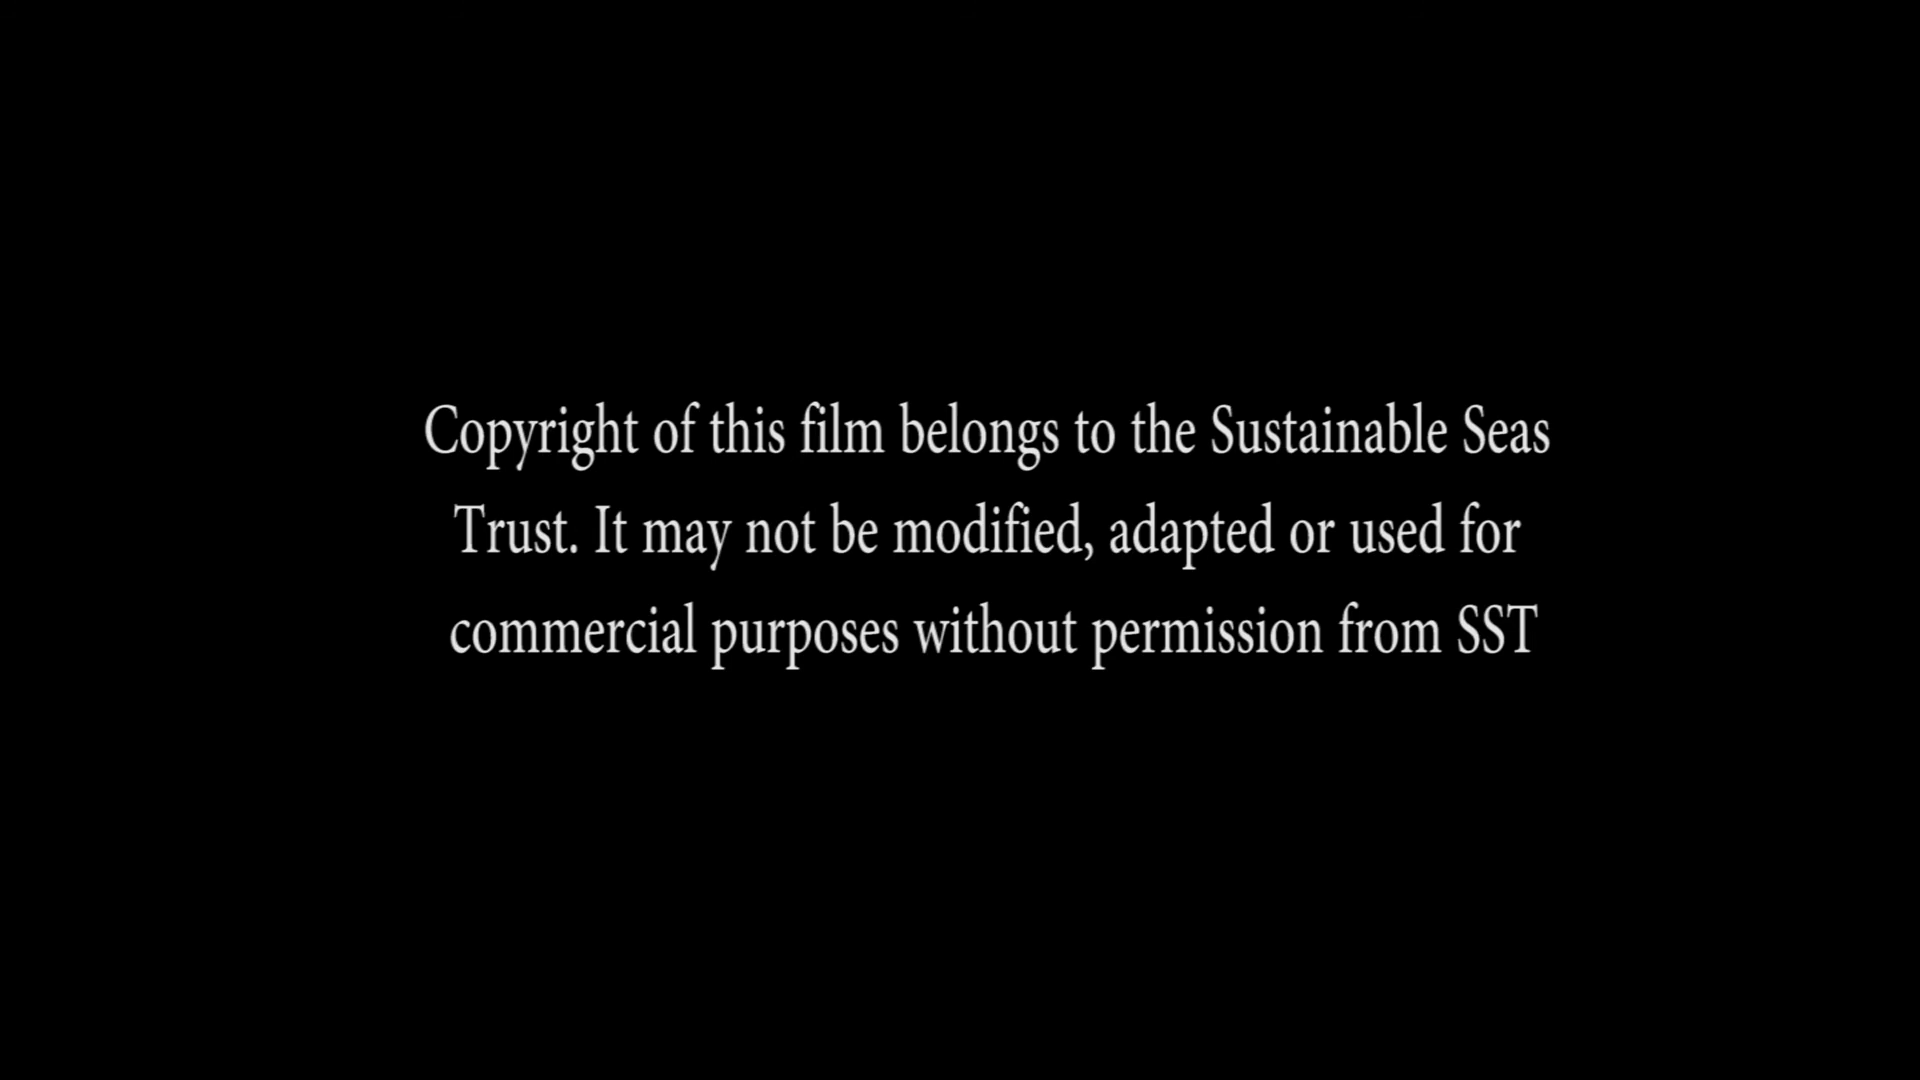 Copyright of this film belongs to the Sustainable Seas
Trust. It may not be modified, adapted or used for
commercial purposes without permission from SST